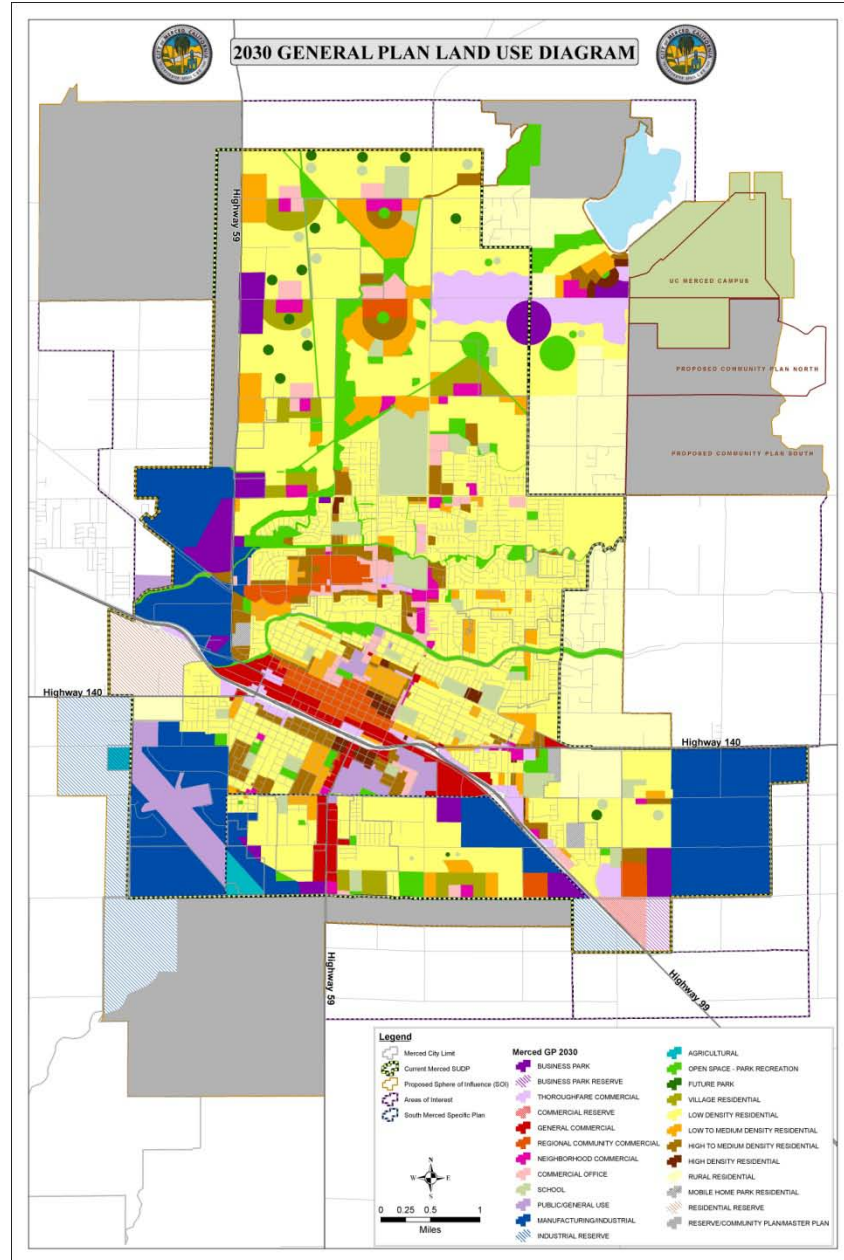 2030 GENERAL PLAN LAND USE DIAGRAM
Highway 59
UC MERCED CAMPUS
PROPOSED COMMUNITY PLAN NORTH
PROPOSED COMMUNITY PLAN SOUTH
Highway 140
Highway 140
Highway 59
Highway 99
Legend
Merced City Limit
Current Merced SUDP
Proposed Sphere of Influence (SOI)
Areas of Interest
South Merced Specific Plan
N
W E
S
0 0.25 0.5 1
Miles
Merced GP 2030
BUSINESS PARK
BUSINESS PARK RESERVE
THOROUGHFARE COMMERCIAL
COMMERCIAL RESERVE
GENERAL COMMERCIAL
REGIONAL COMMUNITY COMMERCIAL
NEIGHBORHOOD COMMERCIAL
COMMERCIAL OFFICE
SCHOOL
PUBLIC/GENERAL USE
MANUFACTURING/INDUSTRIAL
INDUSTRIAL RESERVE
AGRICULTURAL
OPEN SPACE - PARK RECREATION
FUTURE PARK
VILLAGE RESIDENTIAL
LOW DENSITY RESIDENTIAL
LOW TO MEDIUM DENSITY RESIDENTIAL
HIGH TO MEDIUM DENSITY RESIDENTIAL
HIGH DENSITY RESIDENTIAL
RURAL RESIDENTIAL
MOBILE HOME PARK RESIDENTIAL
RESIDENTIAL RESERVE
RESERVE/COMMUNITY PLAN/MASTER PLAN